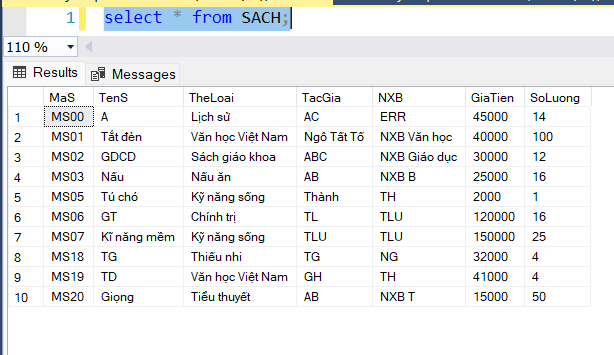 1 select * from SACH;
110 %
Results Messages
MaS TenS TheLoai TacGia NXB GiaTien SoLuong
1 MS00 A Lịch sử AC ERR 45000 14
2 MS01 Tắt đèn Văn học Việt Nam Ngô Tất Tố NXB Văn học 40000 100
3 MS02 GDCD Sách giáo khoa ABC NXB Giáo dục 30000 12
4 MS03 Nấu Nấu ăn AB NXB B 25000 16
5 MS05 Tú chó Kỹ năng sống Thành TH 2000 1
6 MS06 GT Chính trị TL TLU 120000 16
7 MS07 Kĩ năng mềm Kỹ năng sống TLU TLU 150000 25
8 MS18 TG Thiếu nhi TG NG 32000 4
9 MS19 TD Văn học Việt Nam GH TH 41000 4
10 MS20 Giọng Tiểu thuyết AB NXB T 15000 50